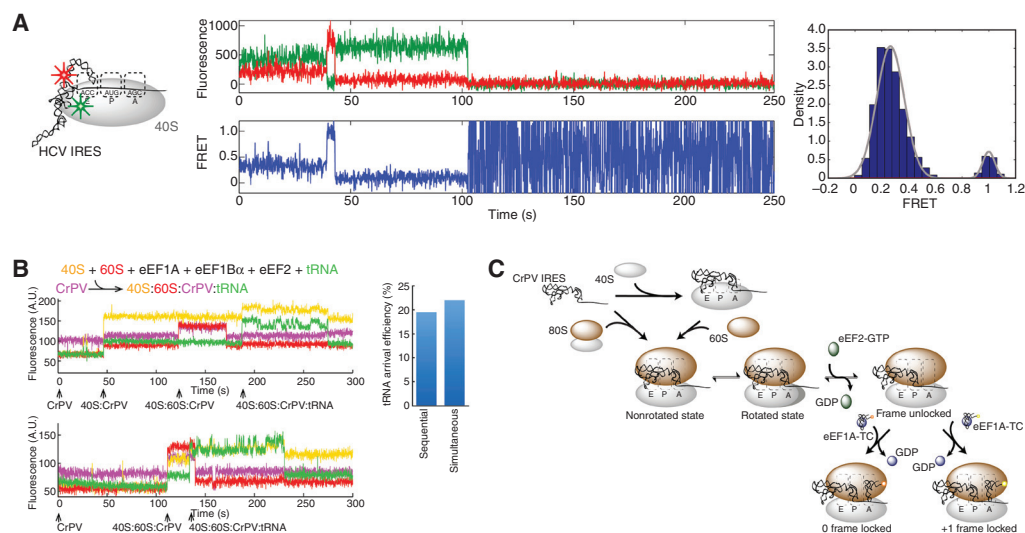 A
ACC AUG AGC
E P A
40S
HCV IRES
Fluorescence
1000
500
0
0 50 100 150 200 250
FRET
1.0
0.5
0
0 50 100 150 200 250
Time (s)
Density
4.0
3.5
3.0
2.5
2.0
1.5
1.0
0.5
0
−0.2 0 0.2 0.4 0.6 0.8 1 1.2
FRET
B
40S + 60S + eEF1A + eEF1Bα + eEF2 + tRNA
CrPV 40S:60S:CrPV:tRNA
Fluorescence (A.U.)
200
150
100
50
0 50 100 150 200 250 300
Time (s)
CrPV 40S:CrPV 40S:60S:CrPV 40S:60S:CrPV:tRNA
Fluorescence (A.U.)
150
100
50
0 50 100 150 200 250 300
Time (s)
CrPV 40S:60S:CrPV 40S:60S:CrPV:tRNA
tRNA arrival efficiency (%)
25
20
15
10
5
0
Sequential
Simultaneous
C
CrPV IRES
40S
E P A
80S
60S
E P A
Nonrotated state
E P A
Rotated state
eEF2-GTP
GDP
E P A
Frame unlocked
eEF1A-TC
GDP
eEF1A-TC
GDP
E P A
0 frame locked
E P A
+1 frame locked